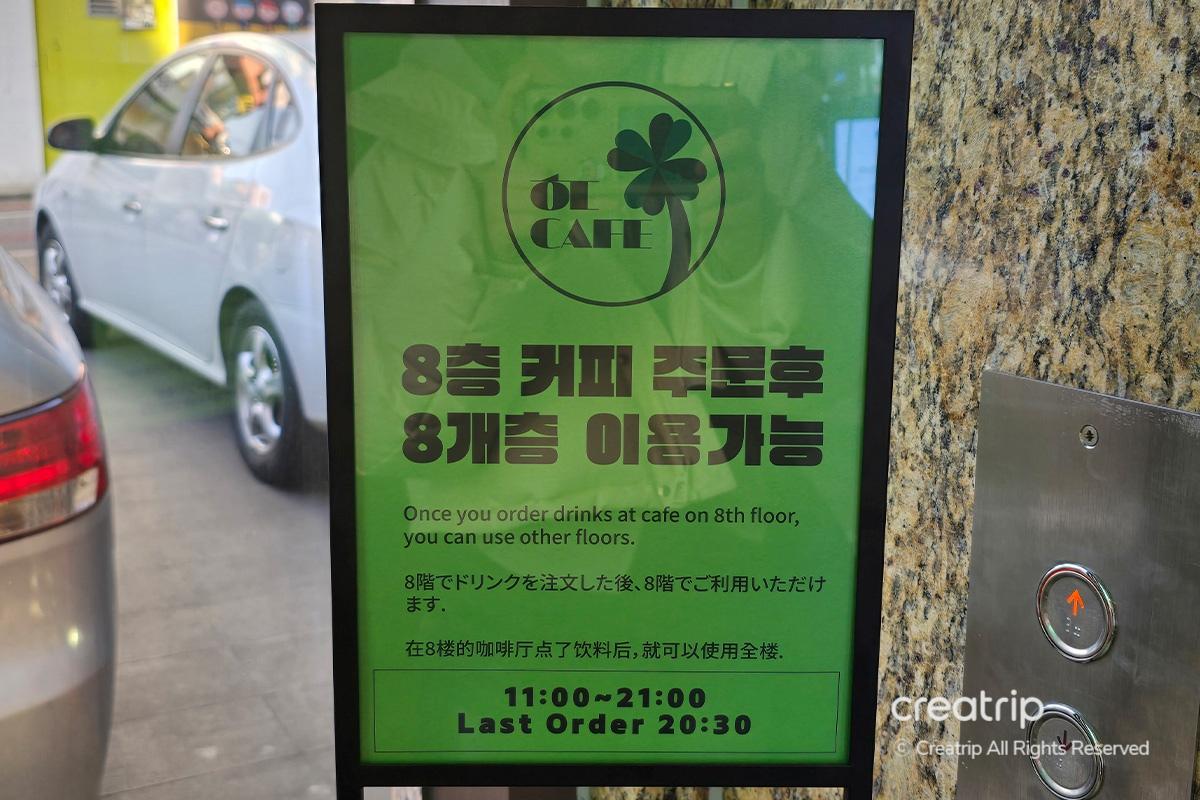 ÓE
CAFE
8층 커피 주문후
8개층 이용가능
Once you order drinks at cafe on 8th floor,
you can use other floors.
8階でドリンクを注文した後、8階でご利用いただけ
ます.
在8楼的咖啡厅点了饮料后,就可以使用全楼.
11:00~21:00
Last Order 20:30
creatrip
© Creatrip All Rights Reserved